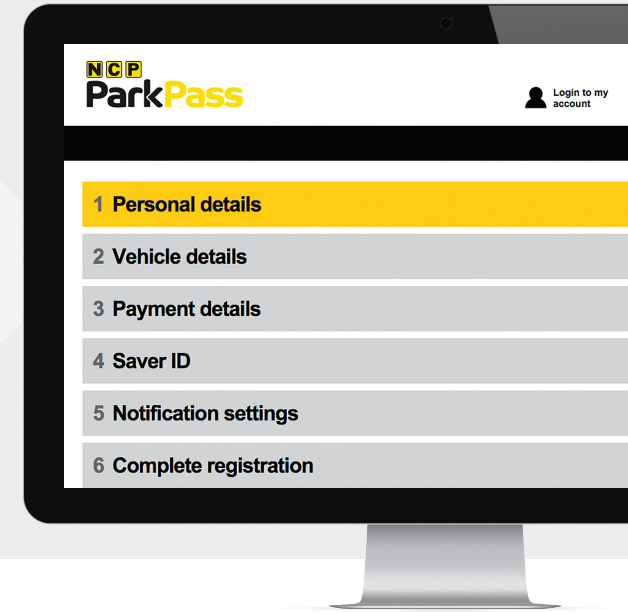 NCP
ParkPass
Login to my
account
1 Personal details
2 Vehicle details
3 Payment details
4 Saver ID
5 Notification settings
6 Complete registration